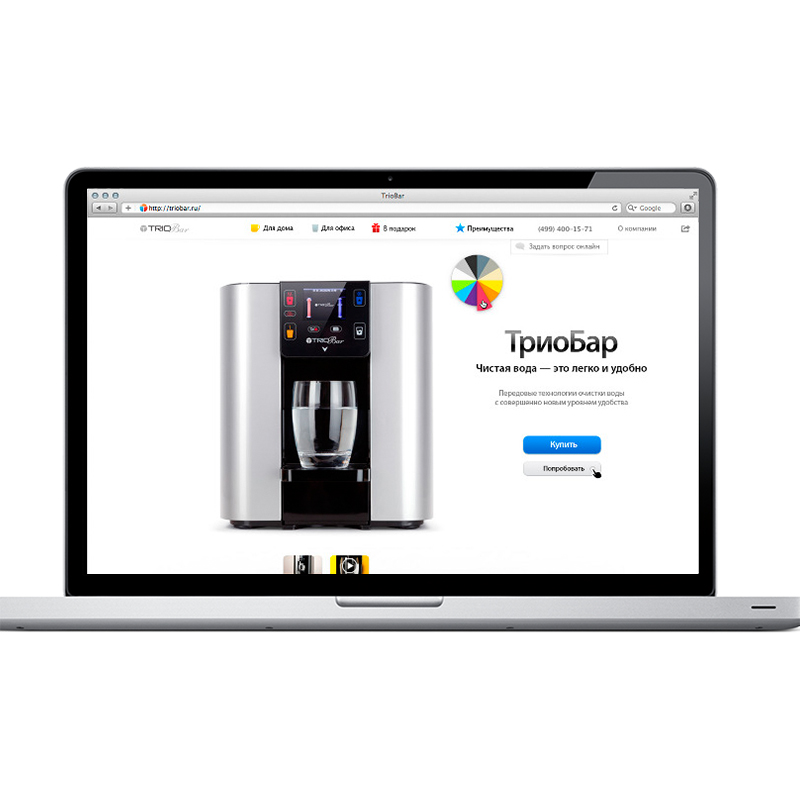 TrioBar
http://triobar.ru/
Google
TRIOBar
Для дома
Для офиса
В подарок
Преимущества
(499) 400-15-71
О компании
Задать вопрос онлайн
TRIOBar
ТриоБар
Чистая вода — это легко и удобно
Передовые технологии очистки воды
с совершенно новым уровнем удобства
Купить
Попробовать